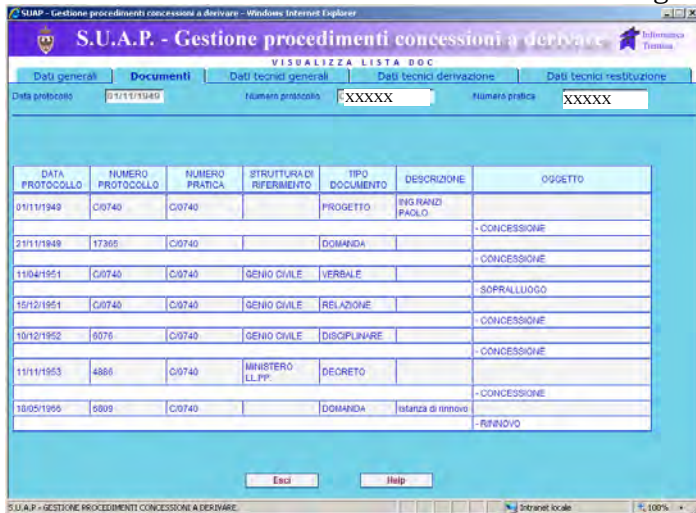 SUAP - Gestione procedimenti concessioni a derivare - Windows Internet Explorer
S.U.A.P. - Gestione procedimenti concessioni a derivare
Informatica
Trentina
VISUALIZZA LISTA DOC
Dati generali Documenti Dati tecnici generali Dati tecnici derivazione Dati tecnici restituzione
Data protocollo 01/11/1949 Numero protocollo XXXXX Numero pratica XXXXX
DATA PROTOCOLLO NUMERO PROTOCOLLO NUMERO PRATICA STRUTTURA DI RIFERIMENTO TIPO DOCUMENTO DESCRIZIONE OGGETTO
01/11/1949 C/0740 C/0740 PROGETTO ING.RANZI PAOLO
- CONCESSIONE
21/11/1949 17365 C/0740 DOMANDA
- CONCESSIONE
11/04/1951 C/0740 C/0740 GENIO CIVILE VERBALE
- SOPRALLUOGO
15/12/1951 C/0740 C/0740 GENIO CIVILE RELAZIONE
- CONCESSIONE
10/12/1952 6076 C/0740 GENIO CIVILE DISCIPLINARE
- CONCESSIONE
11/11/1953 4886 C/0740 MINISTERO LL.PP. DECRETO
- CONCESSIONE
18/05/1966 5809 C/0740 DOMANDA istanza di rinnovo
- RINNOVO
Esci Help
S.U.A.P - GESTIONE PROCEDIMENTI CONCESSIONI A DERIVARE Intranet locale 100%